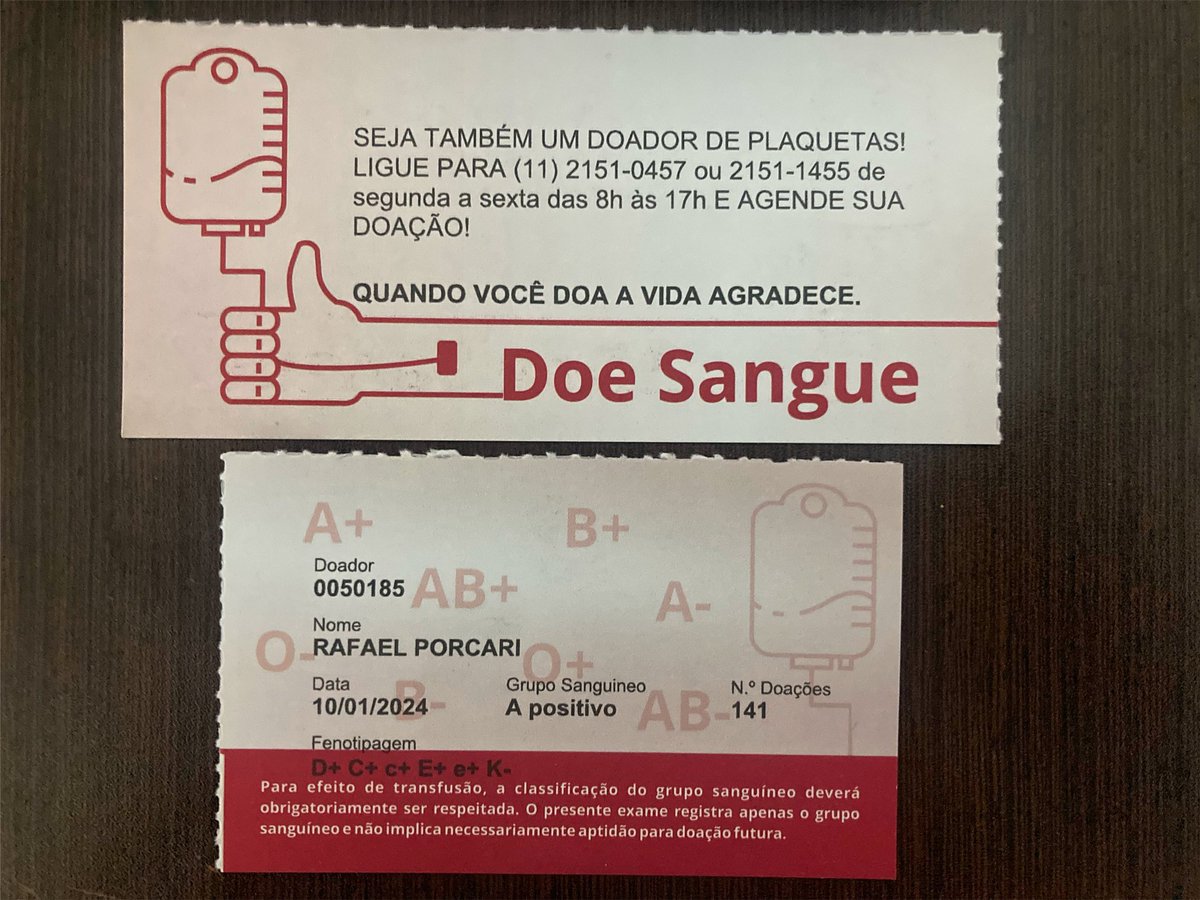 SEJA TAMBÉM UM DOADOR DE PLAQUETAS!
LIGUE PARA (11) 2151-0457 ou 2151-1455 de
segunda a sexta das 8h às 17h E AGENDE SUA
DOAÇÃO!
QUANDO VOCÊ DOA A VIDA AGRADECE.
Doe Sangue
A+ B+
Doador
0050185 AB+ A-
Nome
O- RAFAEL PORCARI O+
Data Grupo Sanguineo N.º Doações
10/01/2024 B- A positivo AB- 141
Fenotipagem
D+ C+ c+ E+ e+ K-
Para efeito de transfusão, a classificação do grupo sanguíneo deverá
obrigatoriamente ser respeitada. O presente exame registra apenas o grupo
sanguíneo e não implica necessariamente aptidão para doação futura.